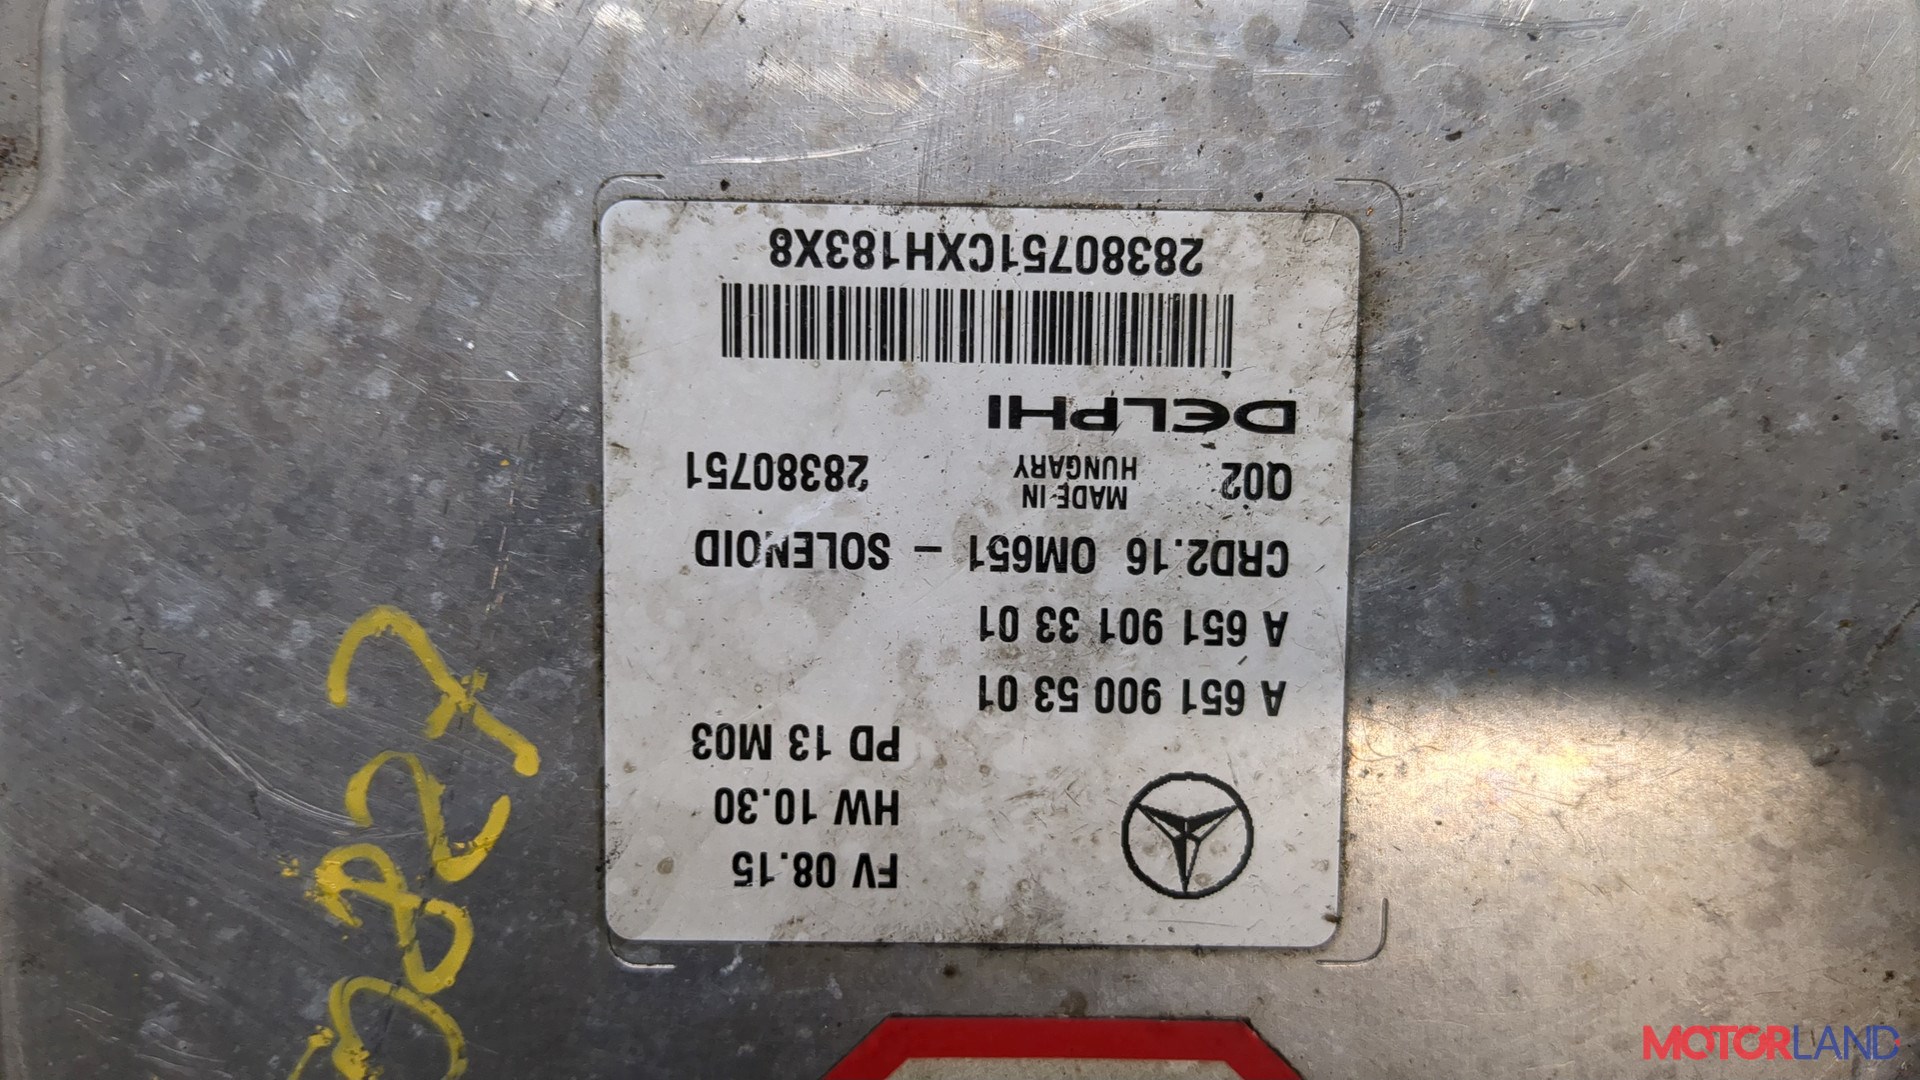 FV 08.15
HW 10.30
PD 13 M03
A 651 900 53 01
A 651 901 33 01
CRD2.16 OM651 – SOLENOID
Q02 MADE IN HUNGARY 28380751
DELPHI
28380751CXH183X8
MOTORLAND